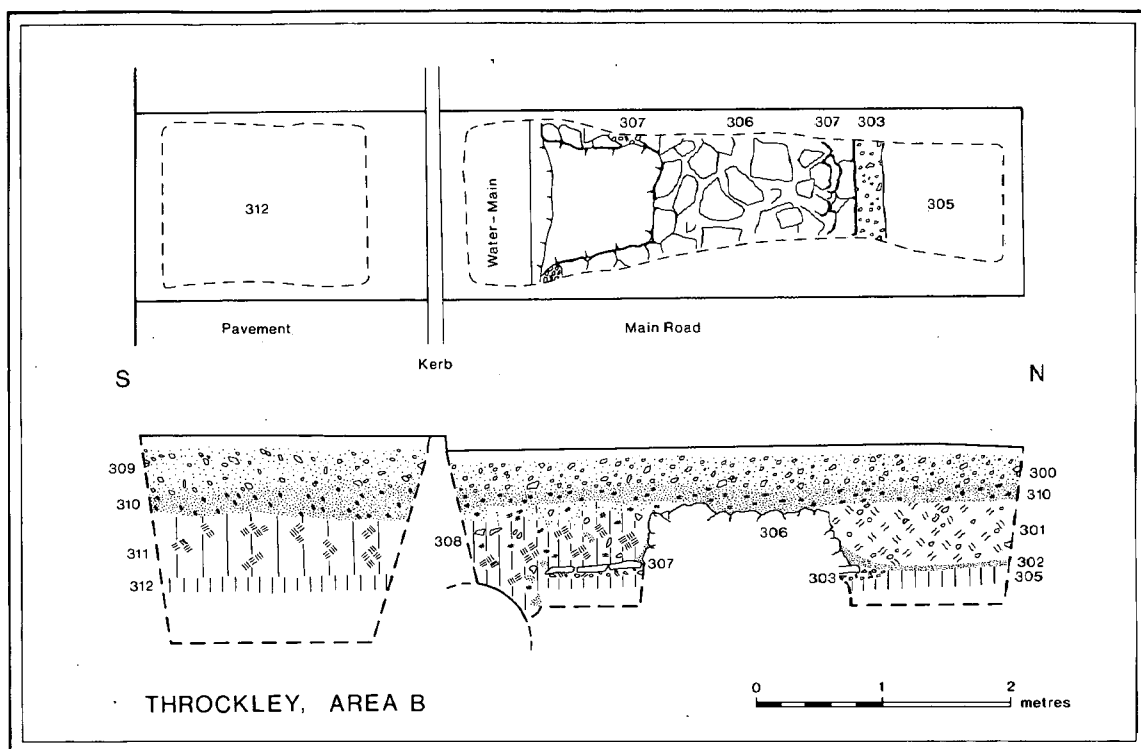 307 306 307 303
312
Water-Main
305
Pavement
Main Road
Kerb
S
N
309
300
310
310
311
308
301
306
307
302
312
303
305
THROCKLEY, AREA B
0 1 2
metres